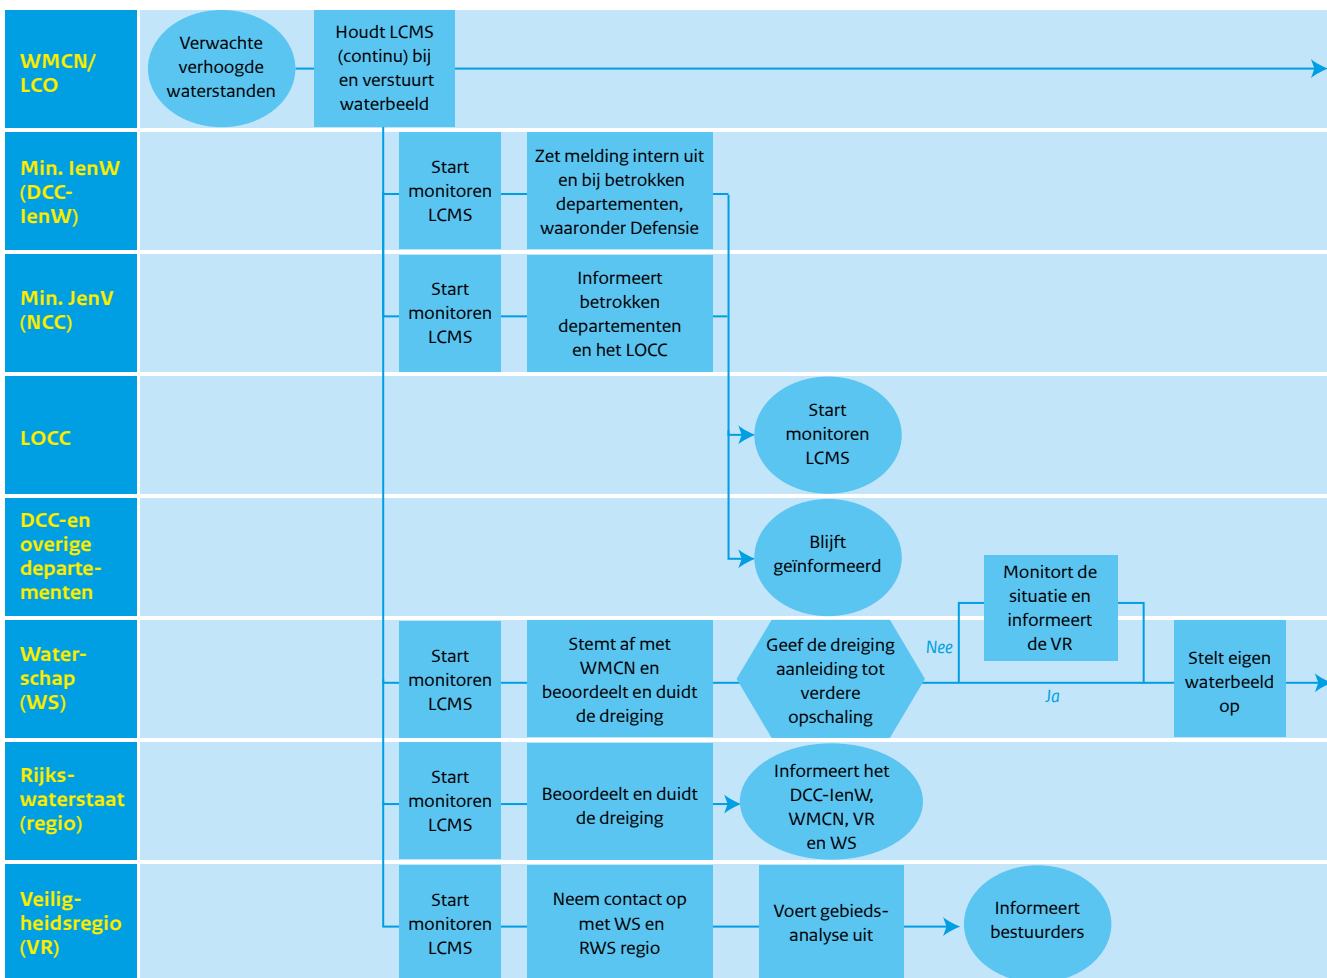 WMCN/
LCO
Verwachte
verhoogde
waterstanden
Houdt LCMS
(continu) bij
en verstuurt
waterbeeld
Min. IenW
(DCC-
IenW)
Start
monitoren
LCMS
Zet melding intern uit
en bij betrokken
departementen,
waaronder Defensie
Min. JenV
(NCC)
Start
monitoren
LCMS
Informeert
betrokken
departementen
en het LOCC
LOCC
Start
monitoren
LCMS
DCC-en
overige
departe-
menten
Blijft
geïnformeerd
Water-
schap
(WS)
Start
monitoren
LCMS
Stemt af met
WMCN en
beoordeelt en duidt
de dreiging
Geef de dreiging
aanleiding tot
verdere
opschaling
Nee
Monitort de
situatie en
informeert
de VR
Ja
Stelt eigen
waterbeeld
op
Rijks-
waterstaat
(regio)
Start
monitoren
LCMS
Beoordeelt en duidt
de dreiging
Informeert het
DCC-IenW,
WMCN, VR
en WS
Veilig-
heidsregio
(VR)
Start
monitoren
LCMS
Neem contact op
met WS en
RWS regio
Voert gebieds-
analyse uit
Informeert
bestuurders